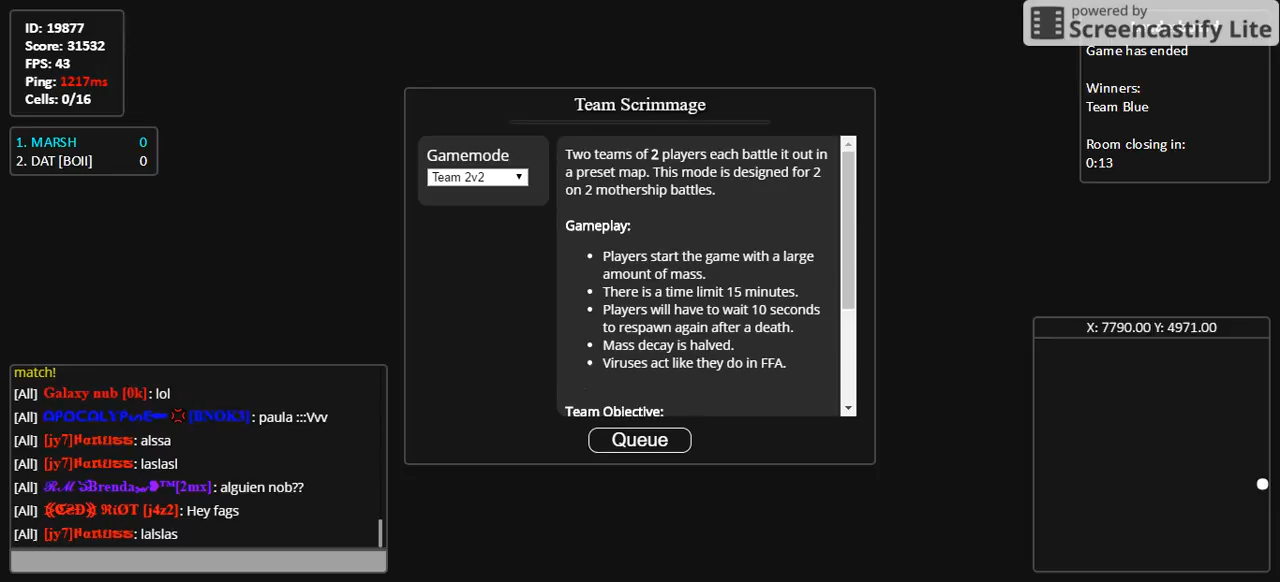 ID: 19877
Score: 31532
FPS: 43
Ping: 1217ms
Cells: 0/16
1. MARSH 0
2. DAT [BOII] 0
powered by
Screencastify Lite
Game has ended
Winners:
Team Blue
Room closing in:
0:13
Team Scrimmage
Gamemode
Team 2v2
Two teams of 2 players each battle it out in
a preset map. This mode is designed for 2
on 2 mothership battles.
Gameplay:
• Players start the game with a large
amount of mass.
• There is a time limit 15 minutes.
• Players will have to wait 10 seconds
to respawn again after a death.
• Mass decay is halved.
• Viruses act like they do in FFA.
Team Objective:
Queue
match!
[All] Galaxy nub [0k]: lol
[All] : paula :::Vvv
[All] [jy7]: alssa
[All] [jy7]: laslasl
[All] Brenda ™[2mx]: alguien nob??
[All] RiØT [j4z2]: Hey fags
[All] [jy7]: lalslas
X: 7790.00 Y: 4971.00